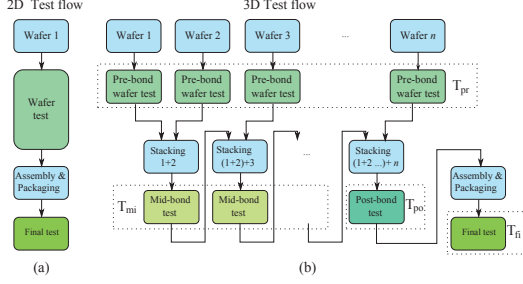 2D Test flow
3D Test flow
Wafer 1
Wafer 1
Wafer 2
Wafer 3
...
Wafer n
Wafer
test
Pre-bond
wafer test
Pre-bond
wafer test
Pre-bond
wafer test
Pre-bond
wafer test
Tpr
Stacking
1+2
Stacking
(1+2)+3
...
Stacking
(1+2 ...)+ n
Assembly &
Packaging
Assembly &
Packaging
Tmi
Mid-bond
test
Mid-bond
test
Post-bond
test
Tpo
Final test
Final test
Tfi
(a)
(b)